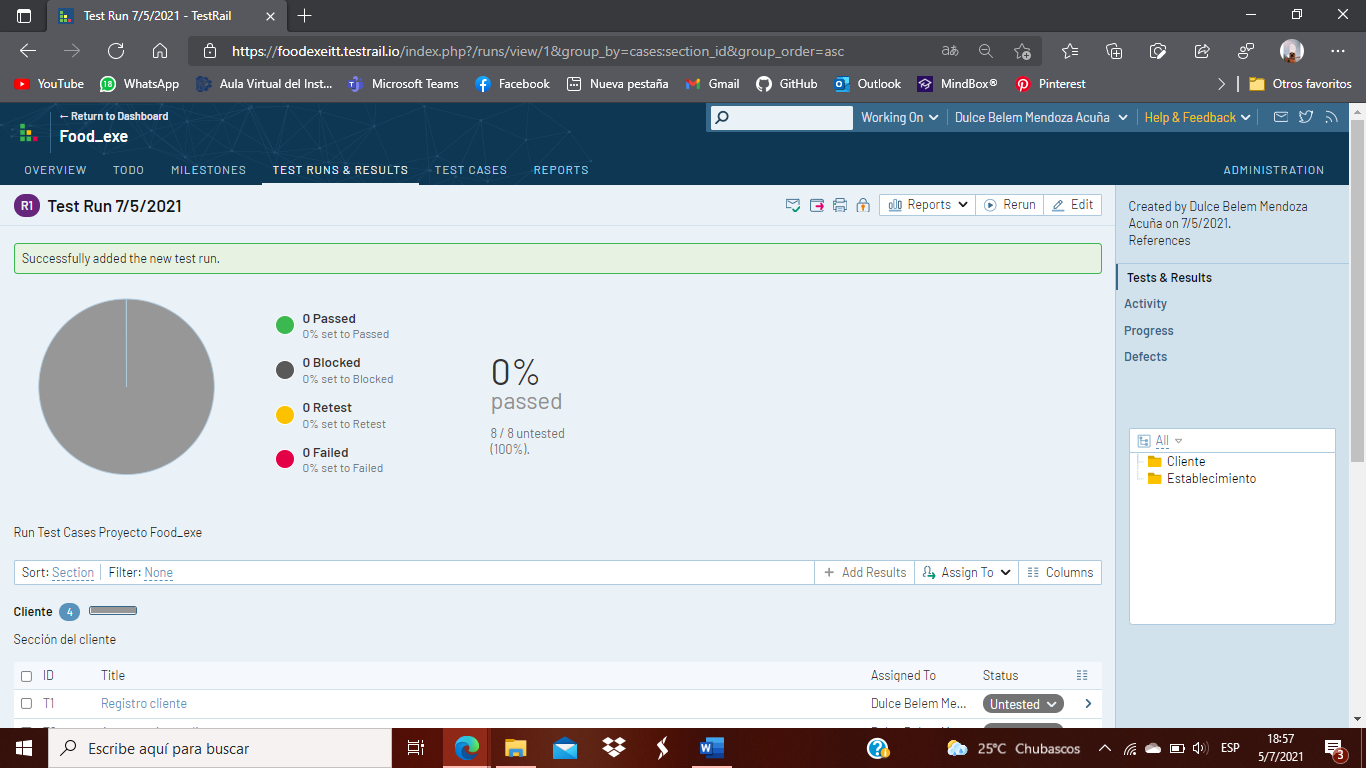 Test Run 7/5/2021 - TestRail
https://foodexeitt.testrail.io/index.php?/runs/view/1&group_by=cases:section_id&group_order=asc
YouTube
18
WhatsApp
Aula Virtual del Inst...
Microsoft Teams
Facebook
Nueva pestaña
Gmail
GitHub
Outlook
MindBox®
Pinterest
Otros favoritos
← Return to Dashboard
Food_exe
Working On
Dulce Belem Mendoza Acuña
Help & Feedback
OVERVIEW
TODO
MILESTONES
TEST RUNS & RESULTS
TEST CASES
REPORTS
ADMINISTRATION
R1
Test Run 7/5/2021
Reports
Rerun
Edit
Successfully added the new test run.
0 Passed
0% set to Passed
0 Blocked
0% set to Blocked
0 Retest
0% set to Retest
0 Failed
0% set to Failed
0%
passed
8 / 8 untested
(100%).
Created by Dulce Belem Mendoza
Acuña on 7/5/2021.
References
Tests & Results
Activity
Progress
Defects
All
Cliente
Establecimiento
Run Test Cases Proyecto Food_exe
Sort: Section
Filter: None
+ Add Results
Assign To
Columns
Cliente
4
Sección del cliente
ID
Title
Assigned To
Status
T1
Registro cliente
Dulce Belem Me...
Untested
Escribe aquí para buscar
25°C Chubascos
ESP
18:57
5/7/2021
3